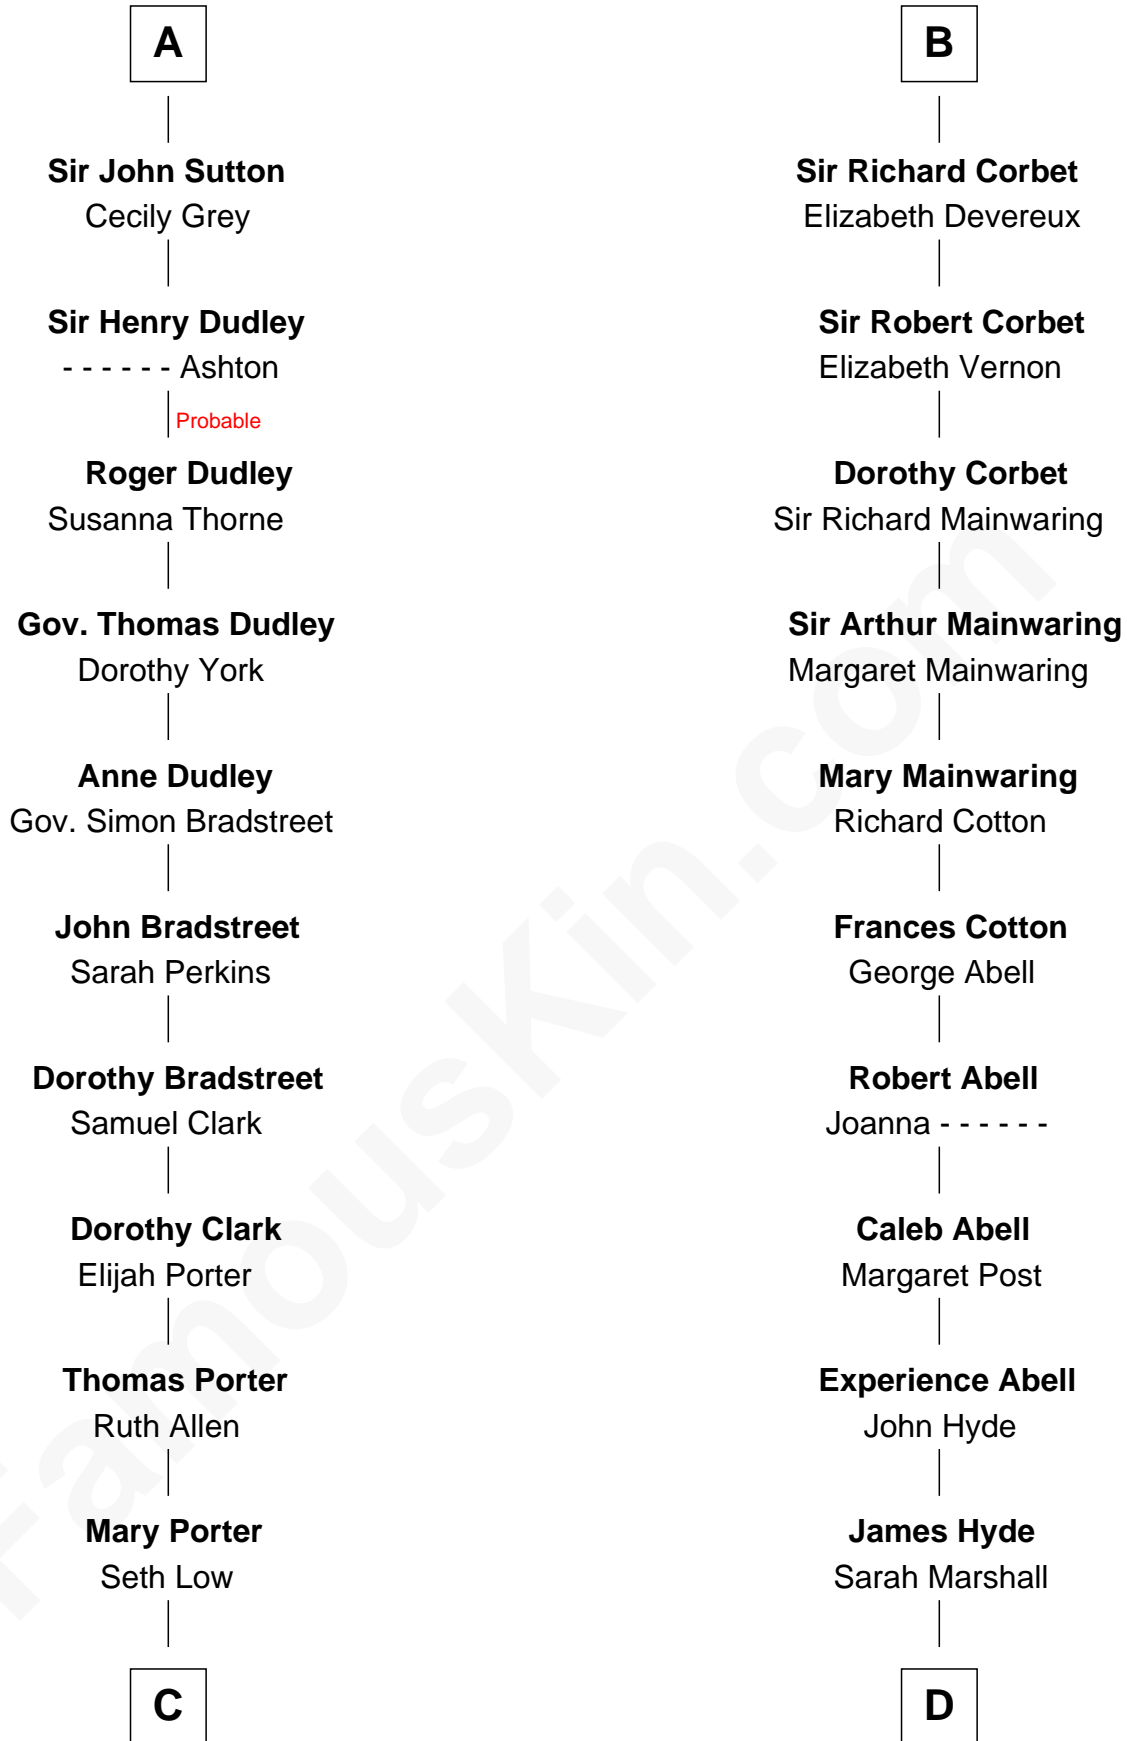 A
Sir John Sutton
Cecily Grey
Sir Henry Dudley
- - - - - - Ashton
Probable
Roger Dudley
Susanna Thorne
Gov. Thomas Dudley
Dorothy York
Anne Dudley
Gov. Simon Bradstreet
John Bradstreet
Sarah Perkins
Dorothy Bradstreet
Samuel Clark
Dorothy Clark
Elijah Porter
Thomas Porter
Ruth Allen
Mary Porter
Seth Low
C
B
Sir Richard Corbet
Elizabeth Devereux
Sir Robert Corbet
Elizabeth Vernon
Dorothy Corbet
Sir Richard Mainwaring
Sir Arthur Mainwaring
Margaret Mainwaring
Mary Mainwaring
Richard Cotton
Frances Cotton
George Abell
Robert Abell
Joanna - - - - - -
Caleb Abell
Margaret Post
Experience Abell
John Hyde
James Hyde
Sarah Marshall
D
FamousKin.com